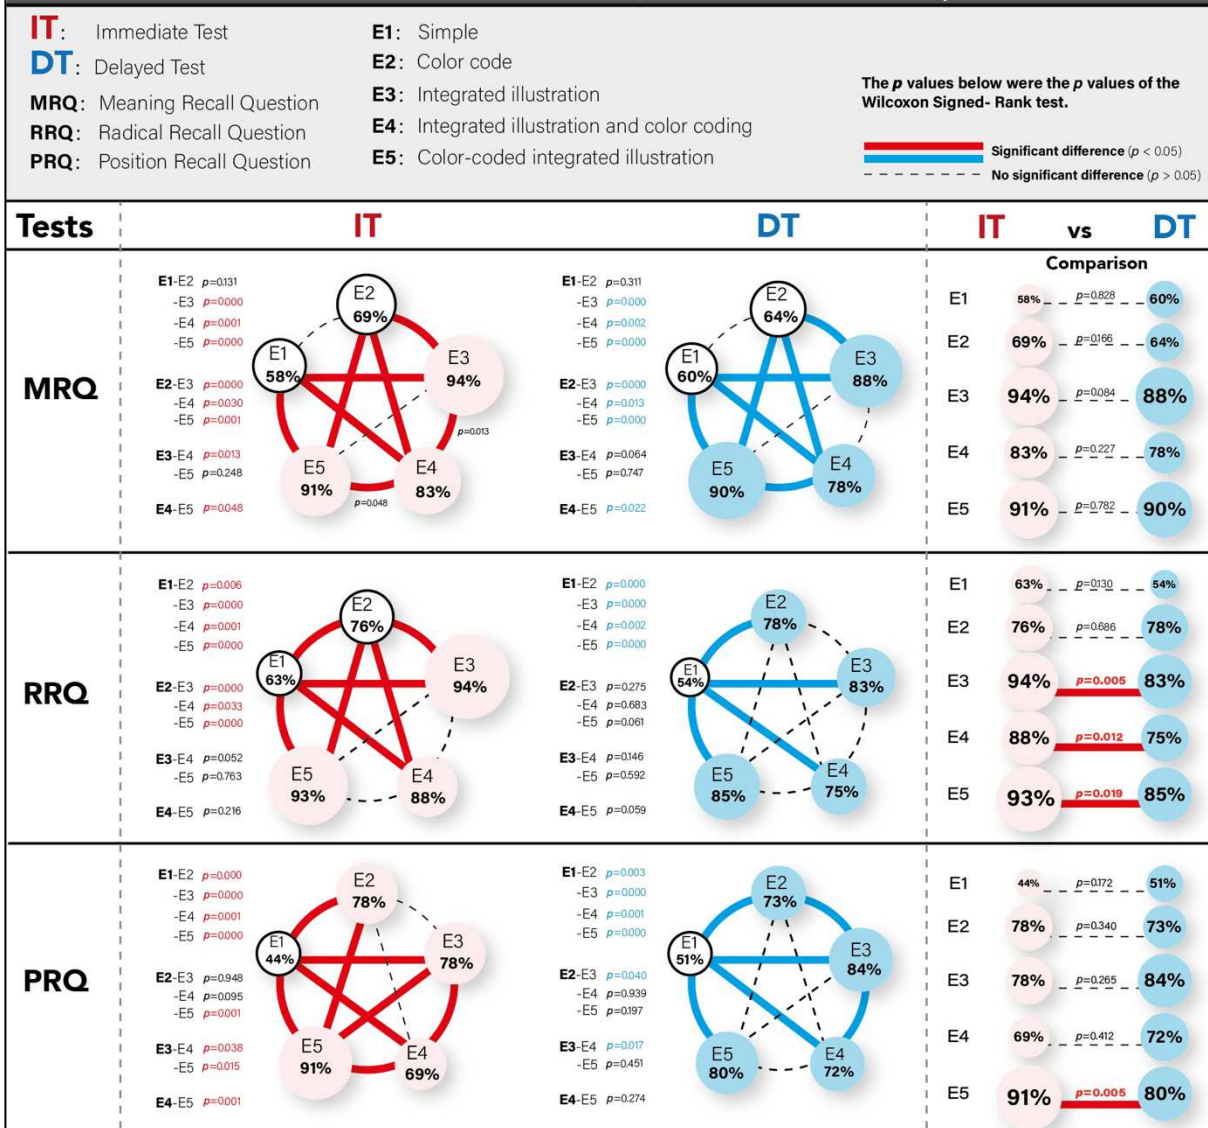 IT: Immediate Test
DT: Delayed Test
MRQ: Meaning Recall Question
RRQ: Radical Recall Question
PRQ: Position Recall Question
E1: Simple
E2: Color code
E3: Integrated illustration
E4: Integrated illustration and color coding
E5: Color-coded integrated illustration
The p values below were the p values of the
Wilcoxon Signed- Rank test.
Significant difference (p < 0.05)
No significant difference (p > 0.05)
Tests
IT
DT
IT vs DT
Comparison
MRQ
E1-E2 p=0.131
-E3 p=0.000
-E4 p=0.001
-E5 p=0.000
E2-E3 p=0.000
-E4 p=0.030
-E5 p=0.001
E3-E4 p=0.013
-E5 p=0.248
E4-E5 p=0.048
E2
69%
E1
58%
E3
94%
p=0.013
E5
91%
E4
83%
p=0.048
E1-E2 p=0.311
-E3 p=0.000
-E4 p=0.002
-E5 p=0.000
E2-E3 p=0.000
-E4 p=0.013
-E5 p=0.000
E3-E4 p=0.064
-E5 p=0.747
E4-E5 p=0.022
E2
64%
E1
60%
E3
88%
E5
90%
E4
78%
E1 58% p=0.828 60%
E2 69% p=0.166 64%
E3 94% p=0.084 88%
E4 83% p=0.227 78%
E5 91% p=0.782 90%
RRQ
E1-E2 p=0.006
-E3 p=0.000
-E4 p=0.001
-E5 p=0.000
E2-E3 p=0.000
-E4 p=0.033
-E5 p=0.000
E3-E4 p=0.052
-E5 p=0.763
E4-E5 p=0.216
E2
76%
E1
63%
E3
94%
E5
93%
E4
88%
E1-E2 p=0.000
-E3 p=0.000
-E4 p=0.002
-E5 p=0.000
E2-E3 p=0.275
-E4 p=0.683
-E5 p=0.061
E3-E4 p=0.146
-E5 p=0.592
E4-E5 p=0.059
E2
78%
E1
54%
E3
83%
E5
85%
E4
75%
E1 63% p=0.130 54%
E2 76% p=0.686 78%
E3 94% p=0.005 83%
E4 88% p=0.012 75%
E5 93% p=0.019 85%
PRQ
E1-E2 p=0.000
-E3 p=0.000
-E4 p=0.001
-E5 p=0.000
E2-E3 p=0.948
-E4 p=0.095
-E5 p=0.001
E3-E4 p=0.038
-E5 p=0.015
E4-E5 p=0.001
E2
78%
E1
44%
E3
78%
E5
91%
E4
69%
E1-E2 p=0.003
-E3 p=0.000
-E4 p=0.001
-E5 p=0.000
E2-E3 p=0.040
-E4 p=0.939
-E5 p=0.197
E3-E4 p=0.017
-E5 p=0.451
E4-E5 p=0.274
E2
73%
E1
51%
E3
84%
E5
80%
E4
72%
E1 44% p=0.172 51%
E2 78% p=0.340 73%
E3 78% p=0.265 84%
E4 69% p=0.412 72%
E5 91% p=0.005 80%